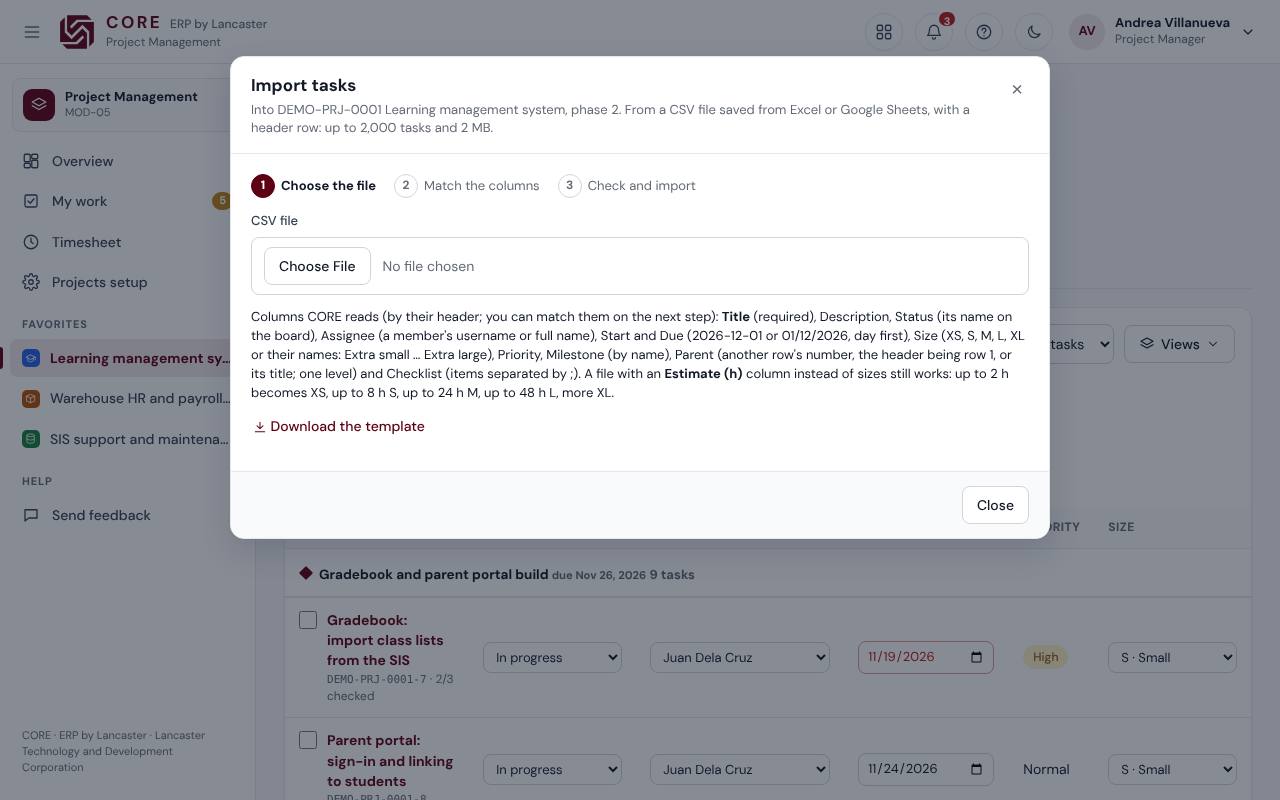 CORE ERP by Lancaster
Project Management
3
AV
Andrea Villanueva
Project Manager
Project Management
MOD-05
Overview
My work
5
Timesheet
Projects setup
FAVORITES
Learning management sy...
Warehouse HR and payroll...
SIS support and maintena...
HELP
Send feedback
CORE · ERP by Lancaster · Lancaster
Technology and Development
Corporation
Import tasks
Into DEMO-PRJ-0001 Learning management system, phase 2. From a CSV file saved from Excel or Google Sheets, with a
header row: up to 2,000 tasks and 2 MB.
1 Choose the file 2 Match the columns 3 Check and import
CSV file
Choose File No file chosen
Columns CORE reads (by their header; you can match them on the next step): Title (required), Description, Status (its name on
the board), Assignee (a member's username or full name), Start and Due (2026-12-01 or 01/12/2026, day first), Size (XS, S, M, L, XL
or their names: Extra small … Extra large), Priority, Milestone (by name), Parent (another row's number, the header being row 1, or
its title; one level) and Checklist (items separated by ;). A file with an Estimate (h) column instead of sizes still works: up to 2 h
becomes XS, up to 8 h S, up to 24 h M, up to 48 h L, more XL.
Download the template
Close
tasks
Views
SIZE
Gradebook and parent portal build due Nov 26, 2026 9 tasks
Gradebook:
import class lists
from the SIS
DEMO-PRJ-0001-7 · 2/3
checked
In progress
Juan Dela Cruz
11/19/2026
High
S · Small
Parent portal:
sign-in and linking
to students
DEMO-PRJ-0001-8
In progress
Juan Dela Cruz
11/24/2026
Normal
S · Small